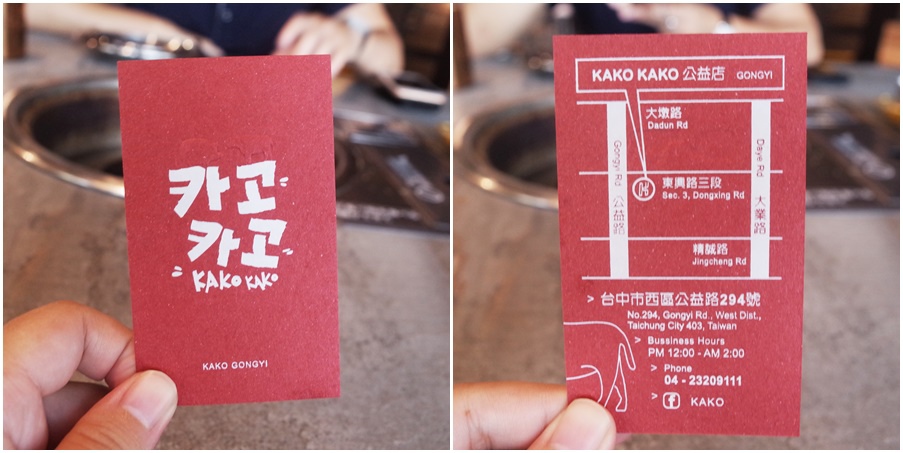 카고
카고
KAKO KAKO
KAKO GONGYI
KAKO KAKO 公益店 GONGYI
大墩路
Dadun Rd
Gongyi Rd 公益路
Daye Rd 大業路
東興路三段
Sec. 3, Dongxing Rd
精誠路
Jingcheng Rd
> 台中市西區公益路294號
No.294, Gongyi Rd., West Dist.,
Taichung City 403, Taiwan
> Bussiness Hours
PM 12:00 - AM 2:00
> Phone
04 - 23209111
> f KAKO